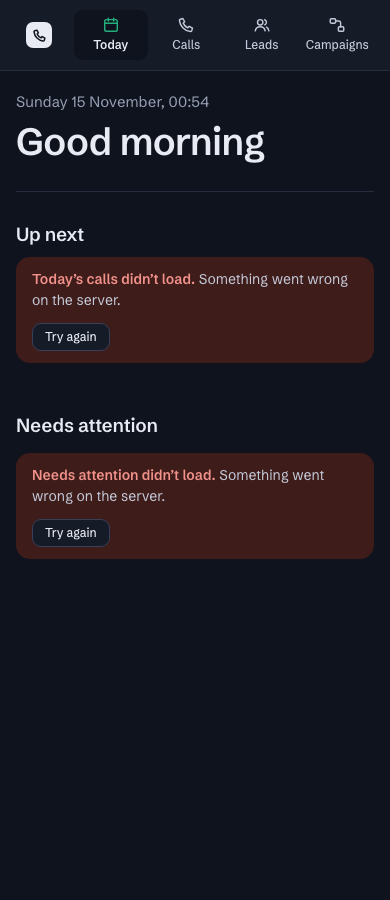 Today
Calls
Leads
Campaigns
Sunday 15 November, 00:54
Good morning
Up next
Today’s calls didn’t load. Something went wrong
on the server.
Try again
Needs attention
Needs attention didn’t load. Something went
wrong on the server.
Try again